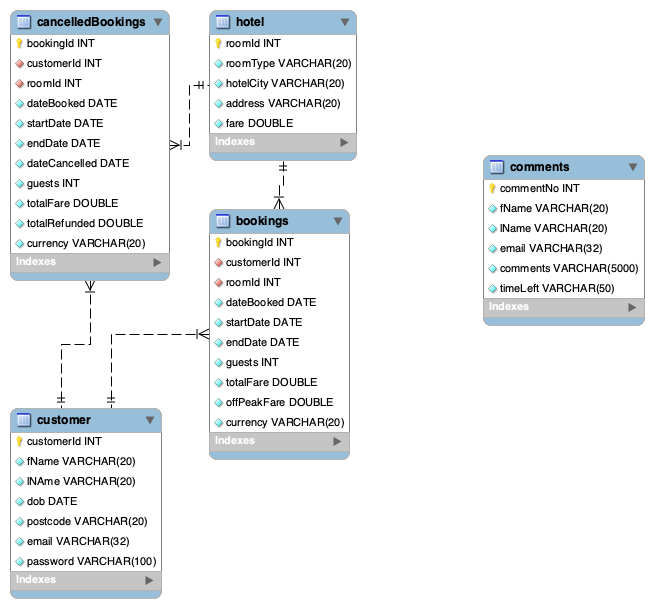 cancelledBookings
bookingId INT
customerId INT
roomId INT
dateBooked DATE
startDate DATE
endDate DATE
dateCancelled DATE
guests INT
totalFare DOUBLE
totalRefunded DOUBLE
currency VARCHAR(20)
Indexes
hotel
roomId INT
roomType VARCHAR(20)
hotelCity VARCHAR(20)
address VARCHAR(20)
fare DOUBLE
Indexes
comments
commentNo INT
fName VARCHAR(20)
lName VARCHAR(20)
email VARCHAR(32)
comments VARCHAR(5000)
timeLeft VARCHAR(50)
Indexes
bookings
bookingId INT
customerId INT
roomId INT
dateBooked DATE
startDate DATE
endDate DATE
guests INT
totalFare DOUBLE
offPeakFare DOUBLE
currency VARCHAR(20)
Indexes
customer
customerId INT
fName VARCHAR(20)
lNAme VARCHAR(20)
dob DATE
postcode VARCHAR(20)
email VARCHAR(32)
password VARCHAR(100)
Indexes